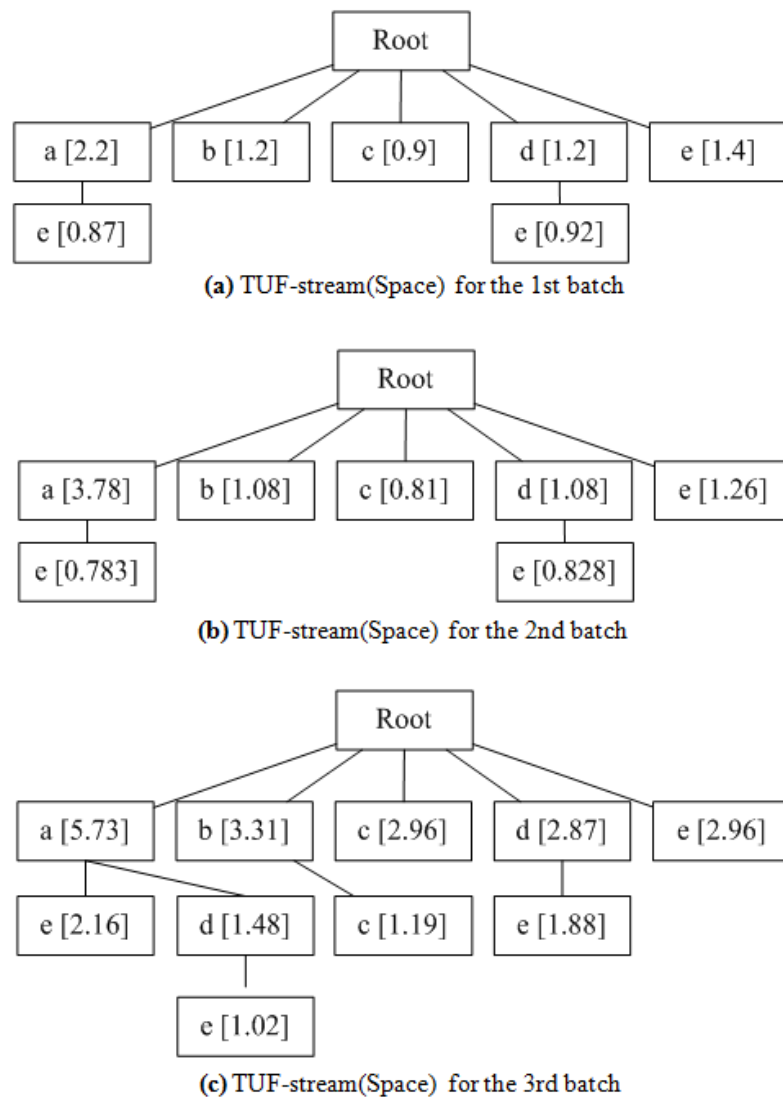 Root
a [2.2] b [1.2] c [0.9] d [1.2] e [1.4]
e [0.87] e [0.92]
(a) TUF-stream(Space) for the 1st batch
Root
a [3.78] b [1.08] c [0.81] d [1.08] e [1.26]
e [0.783] e [0.828]
(b) TUF-stream(Space) for the 2nd batch
Root
a [5.73] b [3.31] c [2.96] d [2.87] e [2.96]
e [2.16] d [1.48] c [1.19] e [1.88]
e [1.02]
(c) TUF-stream(Space) for the 3rd batch